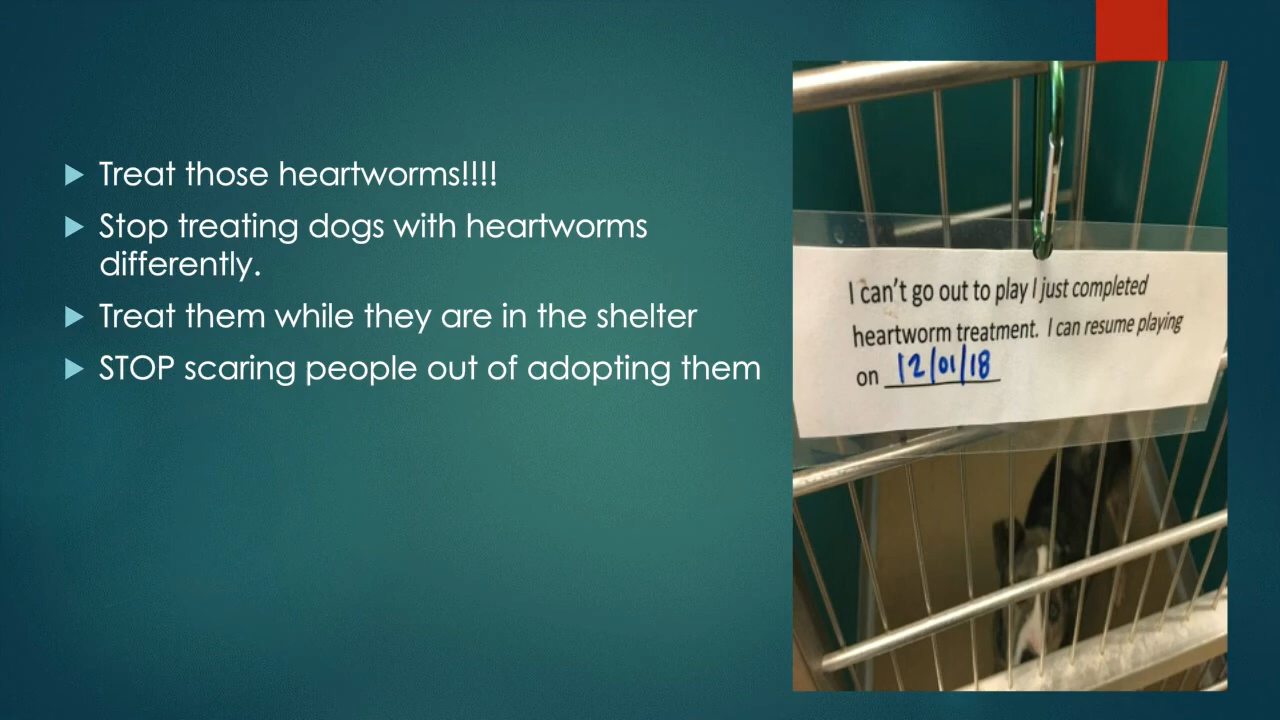 Treat those heartworms!!!!
Stop treating dogs with heartworms
differently.
Treat them while they are in the shelter
STOP scaring people out of adopting them
I can't go out to play I just completed
heartworm treatment. I can resume playing
on 12/01/18